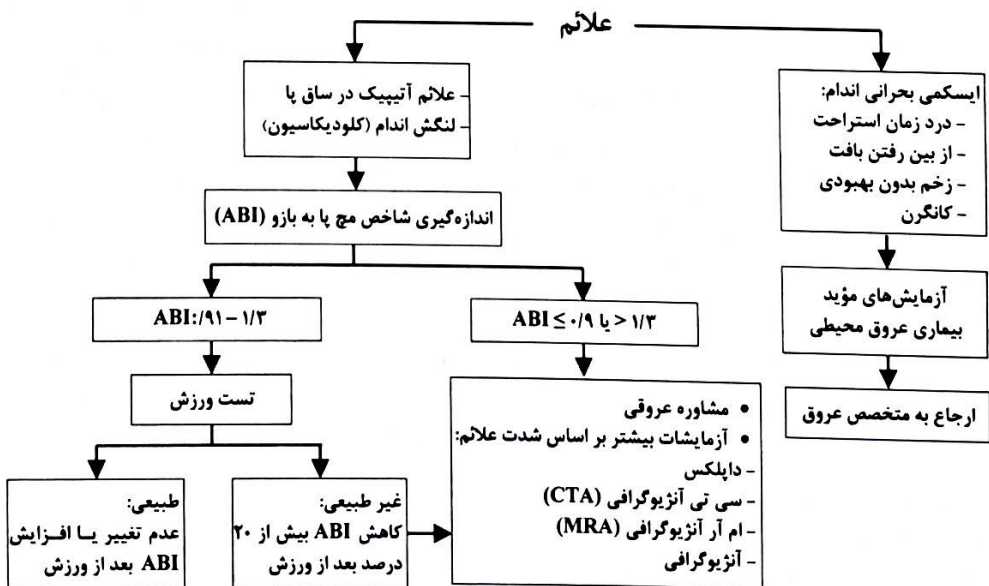 علائم
- علائم آتیپیک در ساق پا
- لنگش اندام (کلودیکاسیون)
ایسکمی بحرانی اندام:
- درد زمان استراحت
- از بین رفتن بافت
- زخم بدون بهبودی
- کانگرن
اندازه‌گیری شاخص مچ پا به بازو (ABI)
آزمایش‌های مؤید
بیماری عروق محیطی
ABI:/۹۱ – ۱/۳
ABI ≤ ۰/۹ یا > ۱/۳
تست ورزش
ارجاع به متخصص عروق
• مشاوره عروقی
• آزمایشات بیشتر بر اساس شدت علائم:
- داپلکس
- سی تی آنژیوگرافی (CTA)
- ام آر آنژیوگرافی (MRA)
- آنژیوگرافی
غیر طبیعی:
کاهش ABI بیش از ۲۰
درصد بعد از ورزش
طبیعی:
عدم تغییر یا افزایش
ABI بعد از ورزش